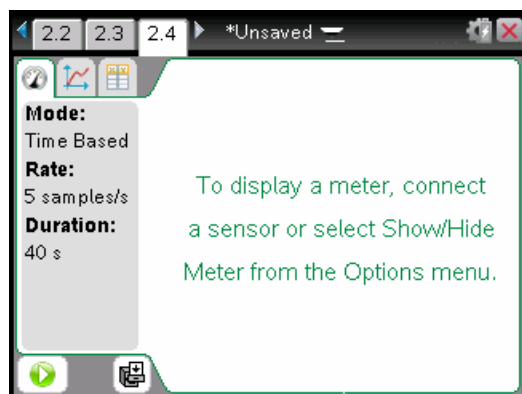 2.2 2.3 2.4 *Unsaved
Mode:
Time Based
Rate:
5 samples/s
Duration:
40 s
To display a meter, connect
a sensor or select Show/Hide
Meter from the Options menu.